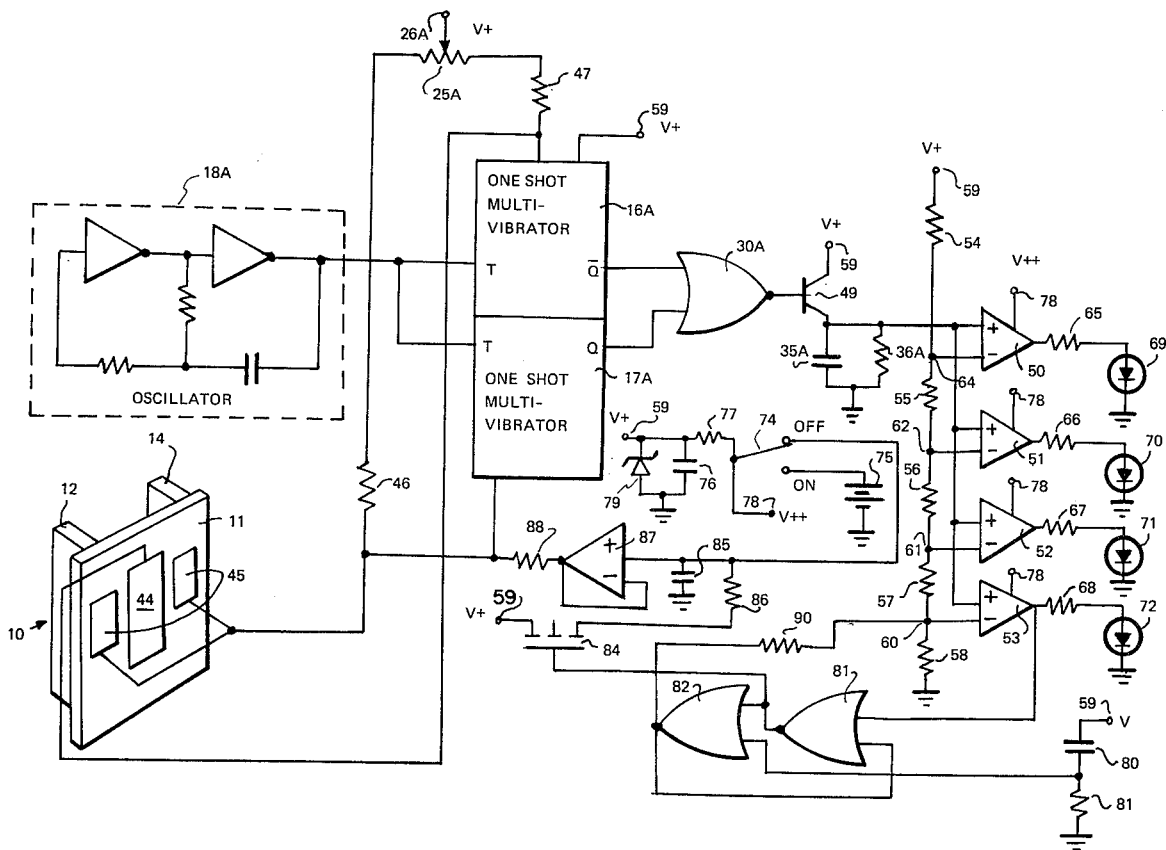 26A
V+
25A
47
59
V+
18A
ONE SHOT
MULTI-
VIBRATOR
16A
T
Q̅
30A
V+
59
49
V+
59
54
V++
78
+
−
50
65
69
35A
36A
64
OSCILLATOR
T
Q
ONE SHOT
MULTI-
VIBRATOR
17A
55
V+
59
77
74
OFF
79
76
ON
75
78
V++
62
78
+
−
51
66
70
56
14
12
11
46
45
44
10
88
+
−
87
85
86
61
78
+
−
52
67
71
57
78
+
−
53
68
72
V+
59
84
90
60
58
82
81
59
V
80
81